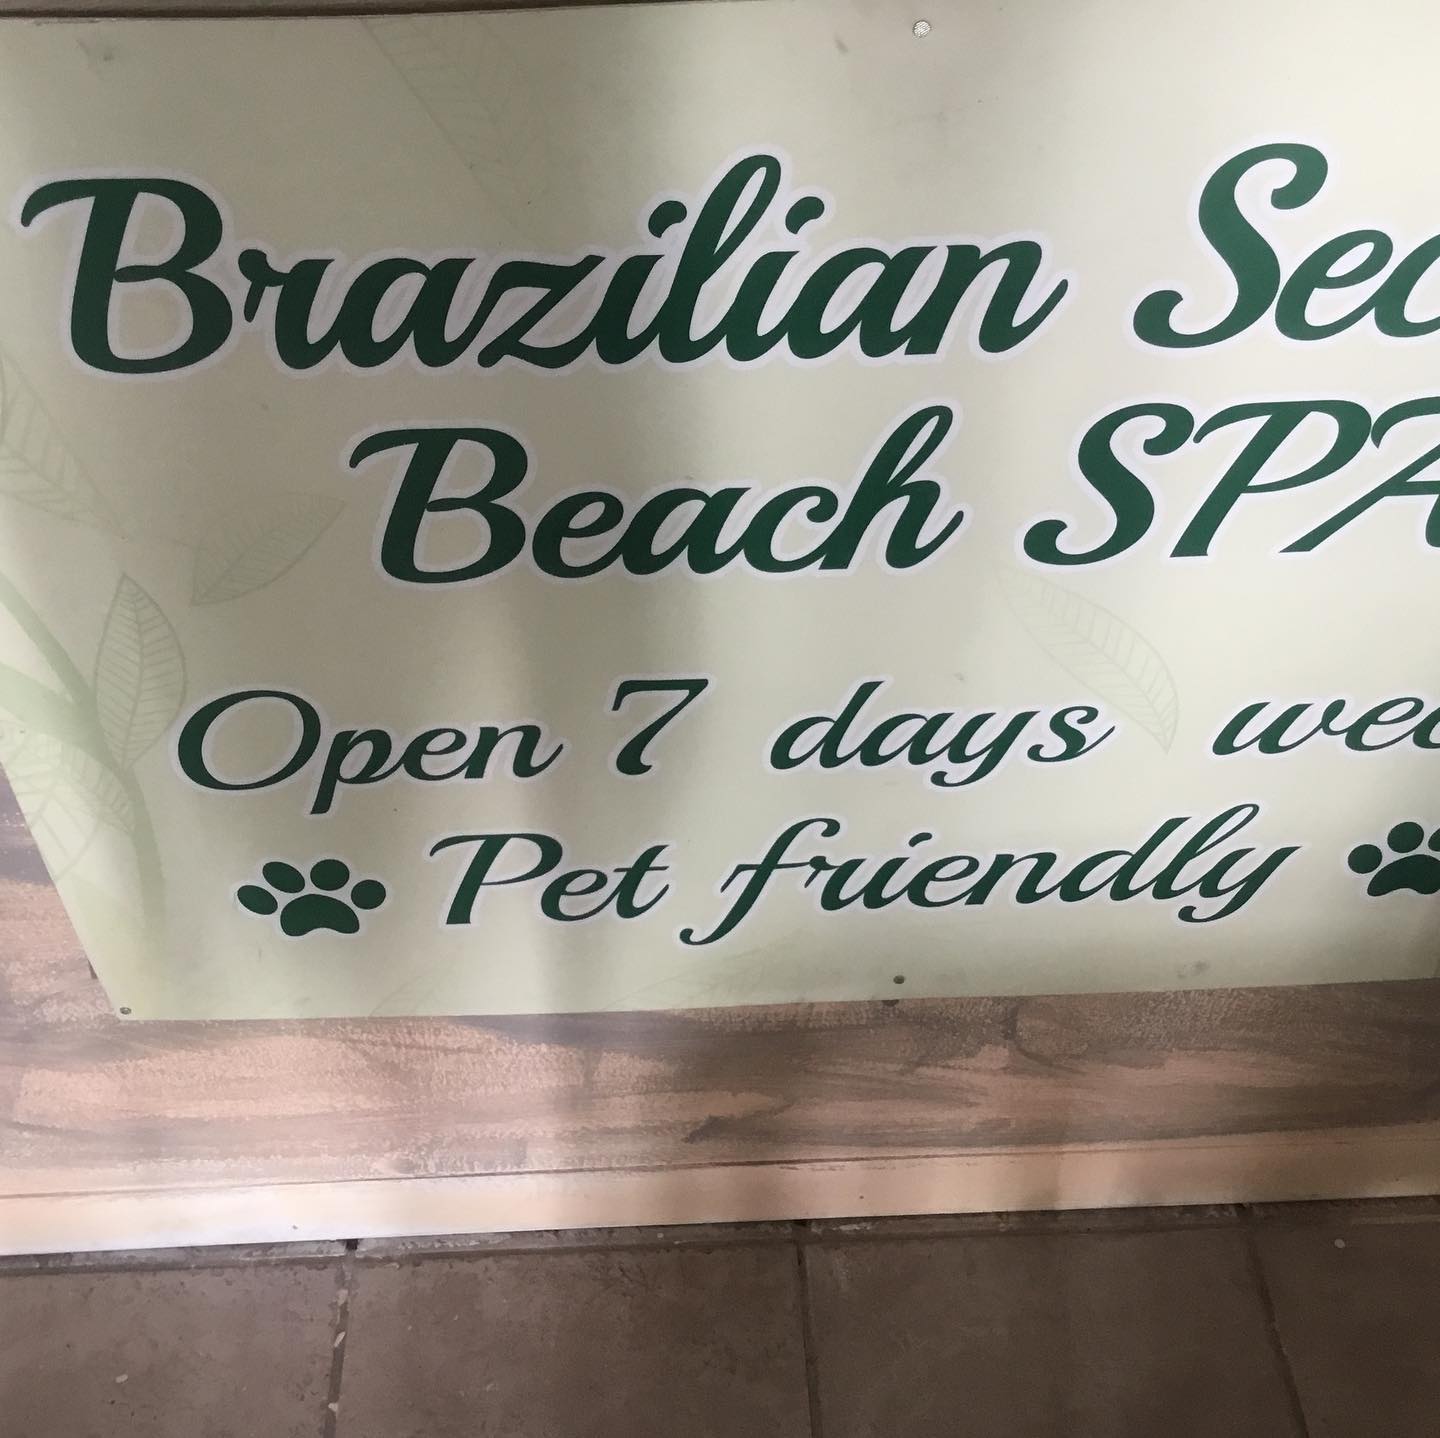 Brazilian Sec
Beach SPA
Open 7 days wee
Pet friendly